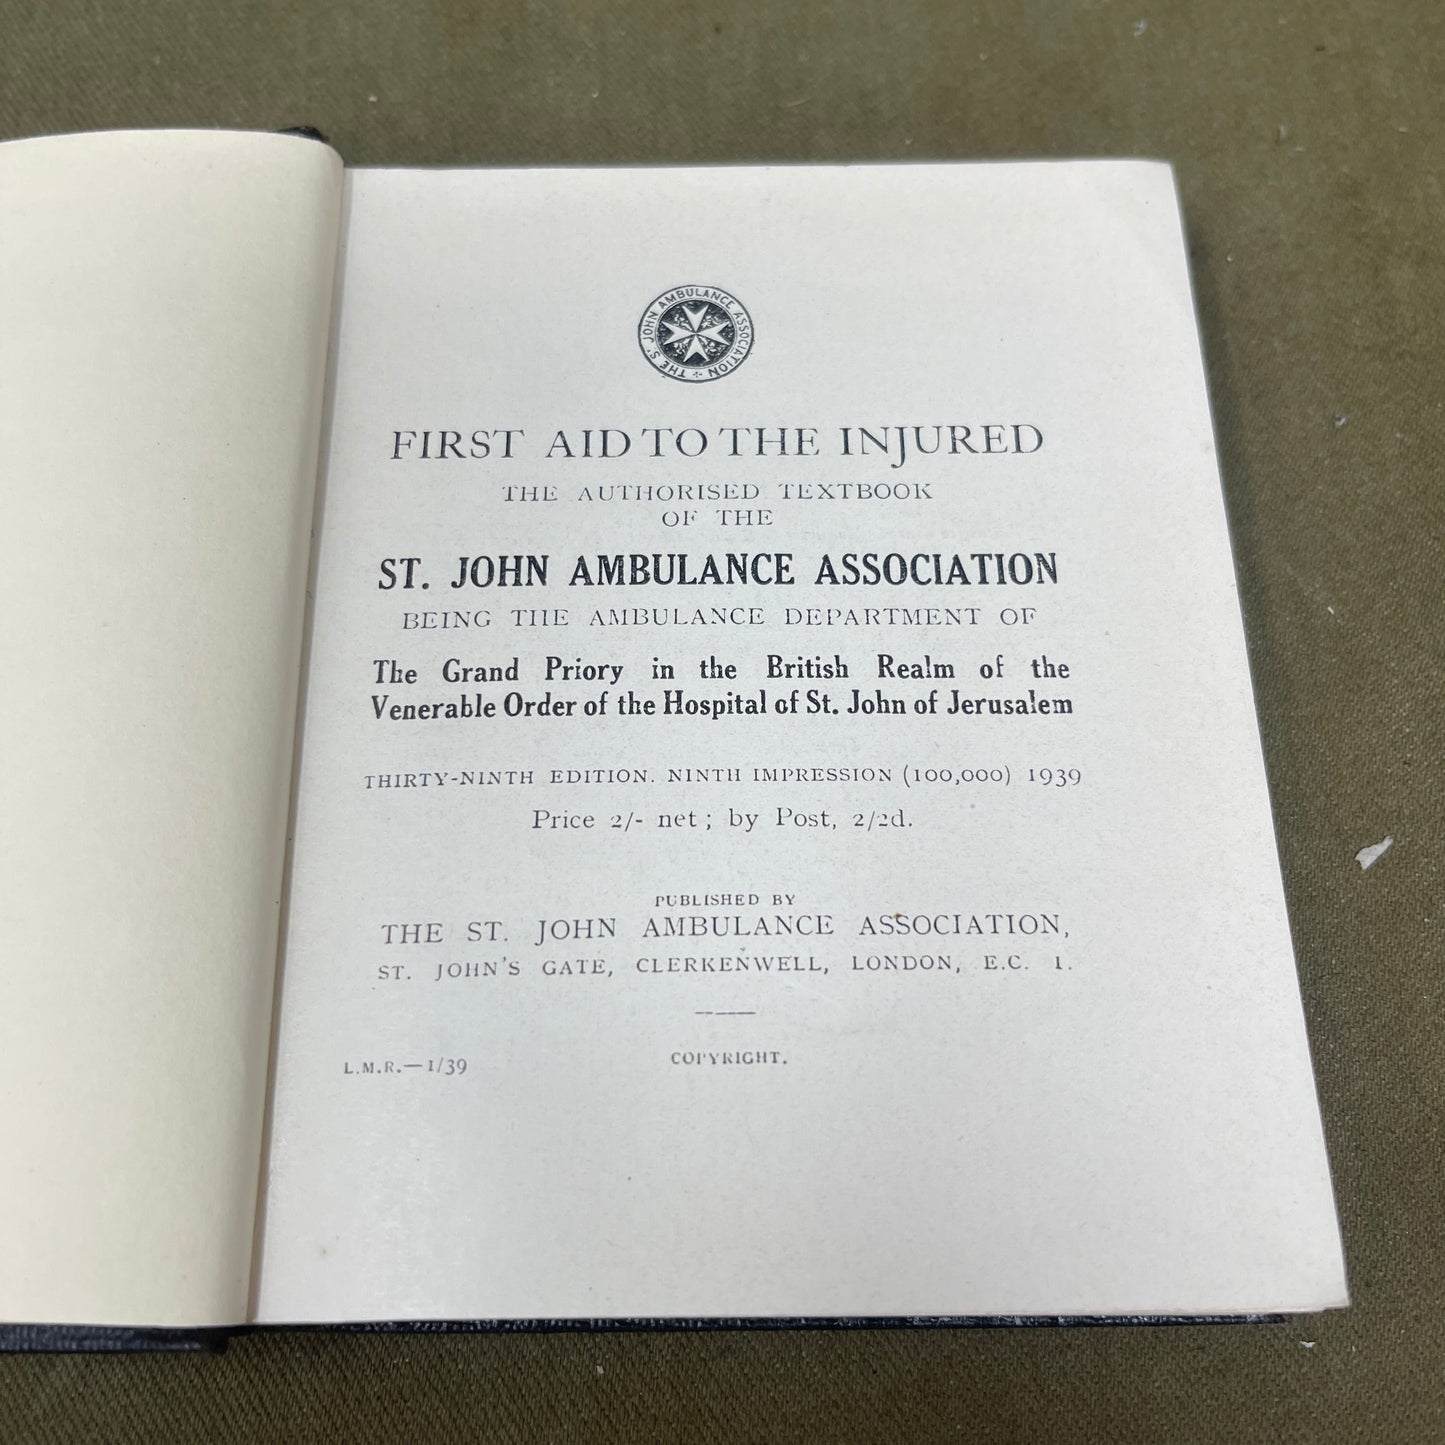 THE ST. JOHN AMBULANCE ASSOCIATION
FIRST AID TO THE INJURED
THE AUTHORISED TEXTBOOK
OF THE
ST. JOHN AMBULANCE ASSOCIATION
BEING THE AMBULANCE DEPARTMENT OF
The Grand Priory in the British Realm of the
Venerable Order of the Hospital of St. John of Jerusalem
THIRTY-NINTH EDITION. NINTH IMPRESSION (100,000) 1939
Price 2/- net; by Post, 2/2d.
PUBLISHED BY
THE ST. JOHN AMBULANCE ASSOCIATION,
ST. JOHN'S GATE, CLERKENWELL, LONDON, E.C. 1.
L.M.R.—1/39
COPYRIGHT.